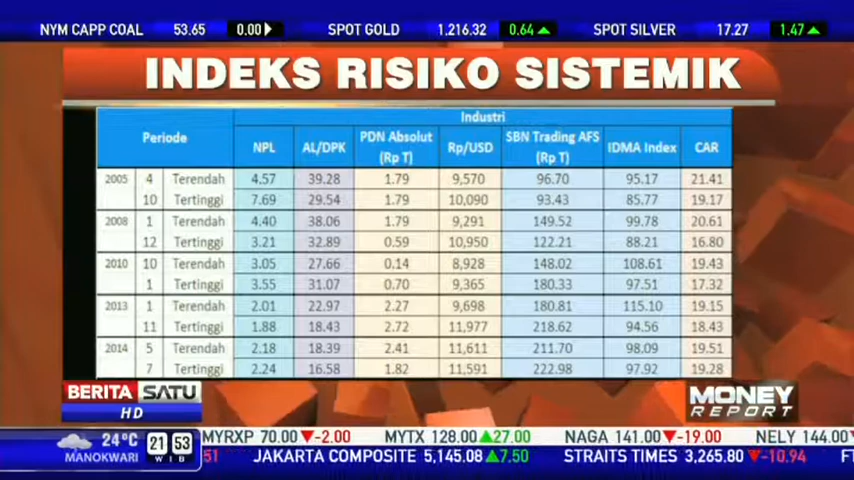 NYM CAPP COAL 53.65 0.00 SPOT GOLD 1,216.32 0.64 SPOT SILVER 17.27 1.47
INDEKS RISIKO SISTEMIK
Periode Industri
NPL AL/DPK PDN Absolut (Rp T) Rp/USD SBN Trading AFS (Rp T) IDMA Index CAR
2005 4 Terendah 4.57 39.28 1.79 9,570 96.70 95.17 21.41
10 Tertinggi 7.69 29.54 1.79 10,090 93.43 85.77 19.17
2008 1 Terendah 4.40 38.06 1.79 9,291 149.52 99.78 20.61
12 Tertinggi 3.21 32.89 0.59 10,950 122.21 88.21 16.80
2010 10 Terendah 3.05 27.66 0.14 8,928 148.02 108.61 19.43
1 Tertinggi 3.55 31.07 0.70 9,365 180.33 97.51 17.32
2013 1 Terendah 2.01 22.97 2.27 9,698 180.81 115.10 19.15
11 Tertinggi 1.88 18.43 2.72 11,977 218.62 94.56 18.43
2014 5 Terendah 2.18 18.39 2.41 11,611 211.70 98.09 19.51
7 Tertinggi 2.24 16.58 1.82 11,591 222.98 97.92 19.28
BERITA SATU
HD
MONEY
REPORT
24°C
MANOKWARI
21 53
WIB
MYRXP 70.00 -2.00 MYTX 128.00 27.00 NAGA 141.00 -19.00 NELY 144.00
51 JAKARTA COMPOSITE 5,145.08 7.50 STRAITS TIMES 3,265.80 -10.94 FT